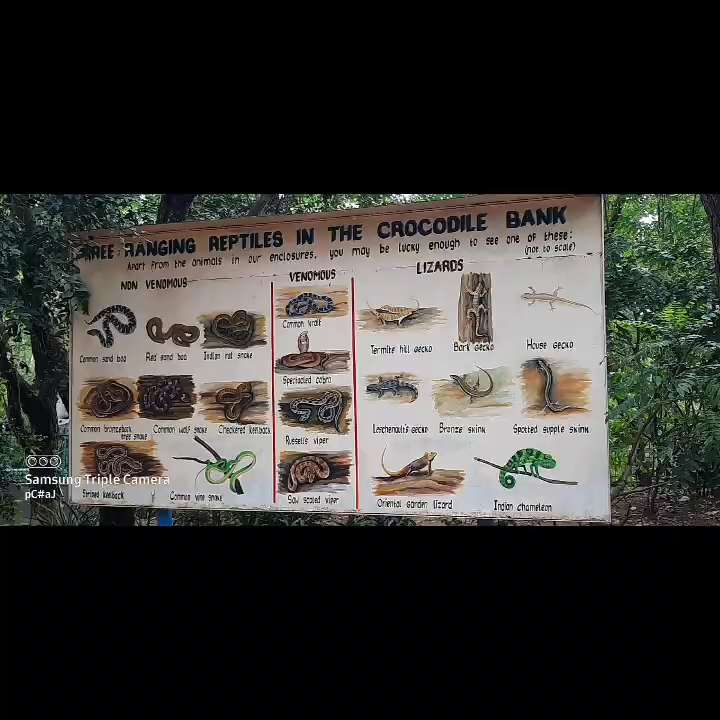 FREE-RANGING REPTILES IN THE CROCODILE BANK
Apart from the animals in our enclosures, you may be lucky enough to see one of these:
(not to scale)
NON VENOMOUS
Common sand boa Red sand boa Indian rat snake
Common bronzeback tree snake Common wolf snake Checkered keelback
Striped keelback Common vine snake
VENOMOUS
Common krait
Spectacled cobra
Russells viper
Saw scaled viper
LIZARDS
Termite hill gecko Bark gecko House gecko
Leschenaults gecko Bronze skink Spotted supple skink
Oriental garden lizard Indian chameleon
Samsung Triple Camera
pC#aJ